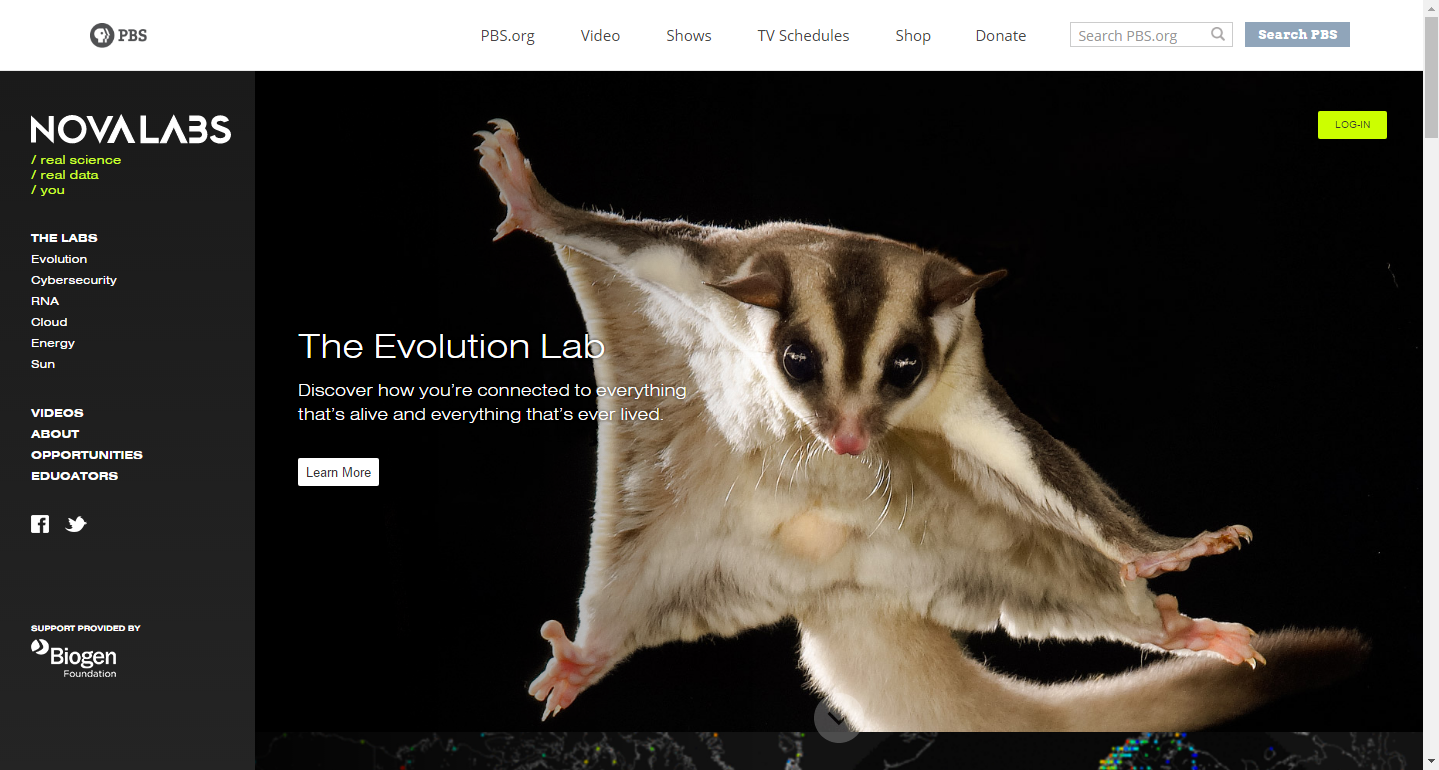 PBS
PBS.org
Video
Shows
TV Schedules
Shop
Donate
Search PBS.org
Search PBS
NOVA LABS
/ real science
/ real data
/ you
THE LABS
Evolution
Cybersecurity
RNA
Cloud
Energy
Sun
VIDEOS
ABOUT
OPPORTUNITIES
EDUCATORS
SUPPORT PROVIDED BY
Biogen
Foundation
LOG-IN
The Evolution Lab
Discover how you’re connected to everything
that’s alive and everything that’s ever lived.
Learn More